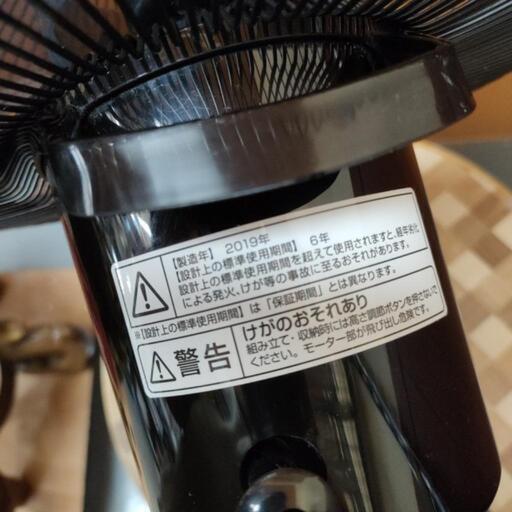 【製造年】 2019年
【設計上の標準使用期間】 6年
設計上の標準使用期間を超えて使用されますと、経年劣化
による発火、けが等の事故に至るおそれがあります。
※【設計上の標準使用期間】は「保証期間」とは異なります。
警告
けがのおそれあり
組み立て・収納時には高さ調節ボタンを押さないで
ください。モーター部が飛び出し危険です。